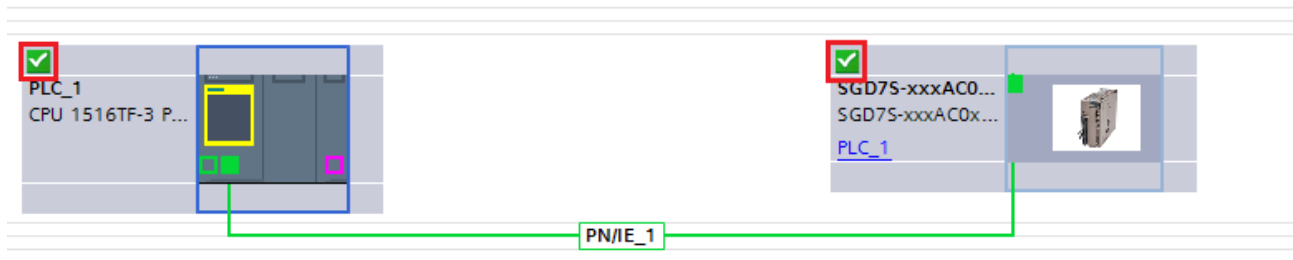 PLC_1
CPU 1516TF-3 P...
SGD7S-xxxAC0...
SGD7S-xxxAC0x...
PLC_1
PN/IE_1